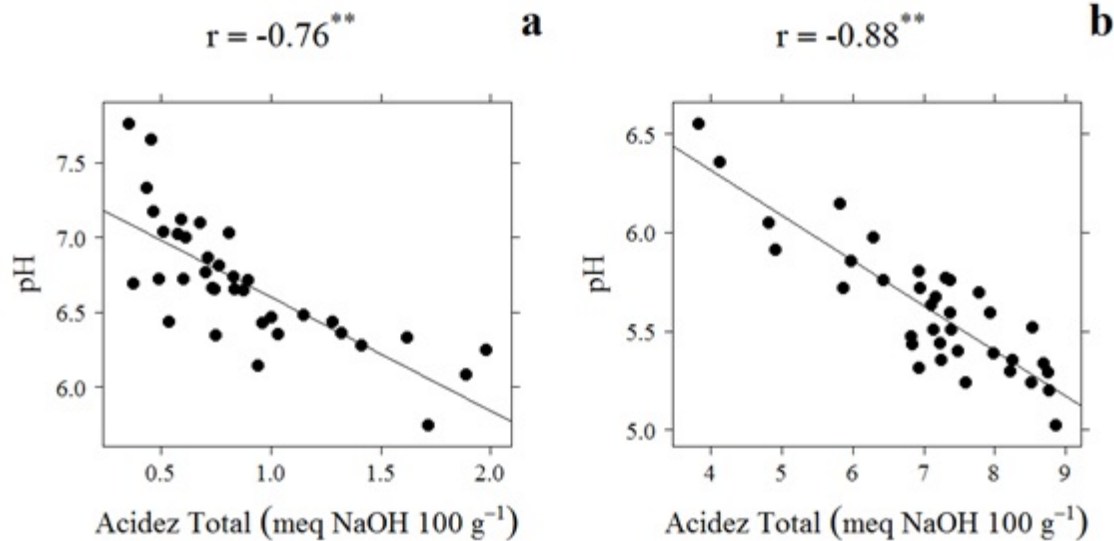 r = -0.76**
a
7.5
7.0
6.5
6.0
pH
0.5 1.0 1.5 2.0
Acidez Total (meq NaOH 100 g⁻¹)
r = -0.88**
b
6.5
6.0
5.5
5.0
pH
4 5 6 7 8 9
Acidez Total (meq NaOH 100 g⁻¹)